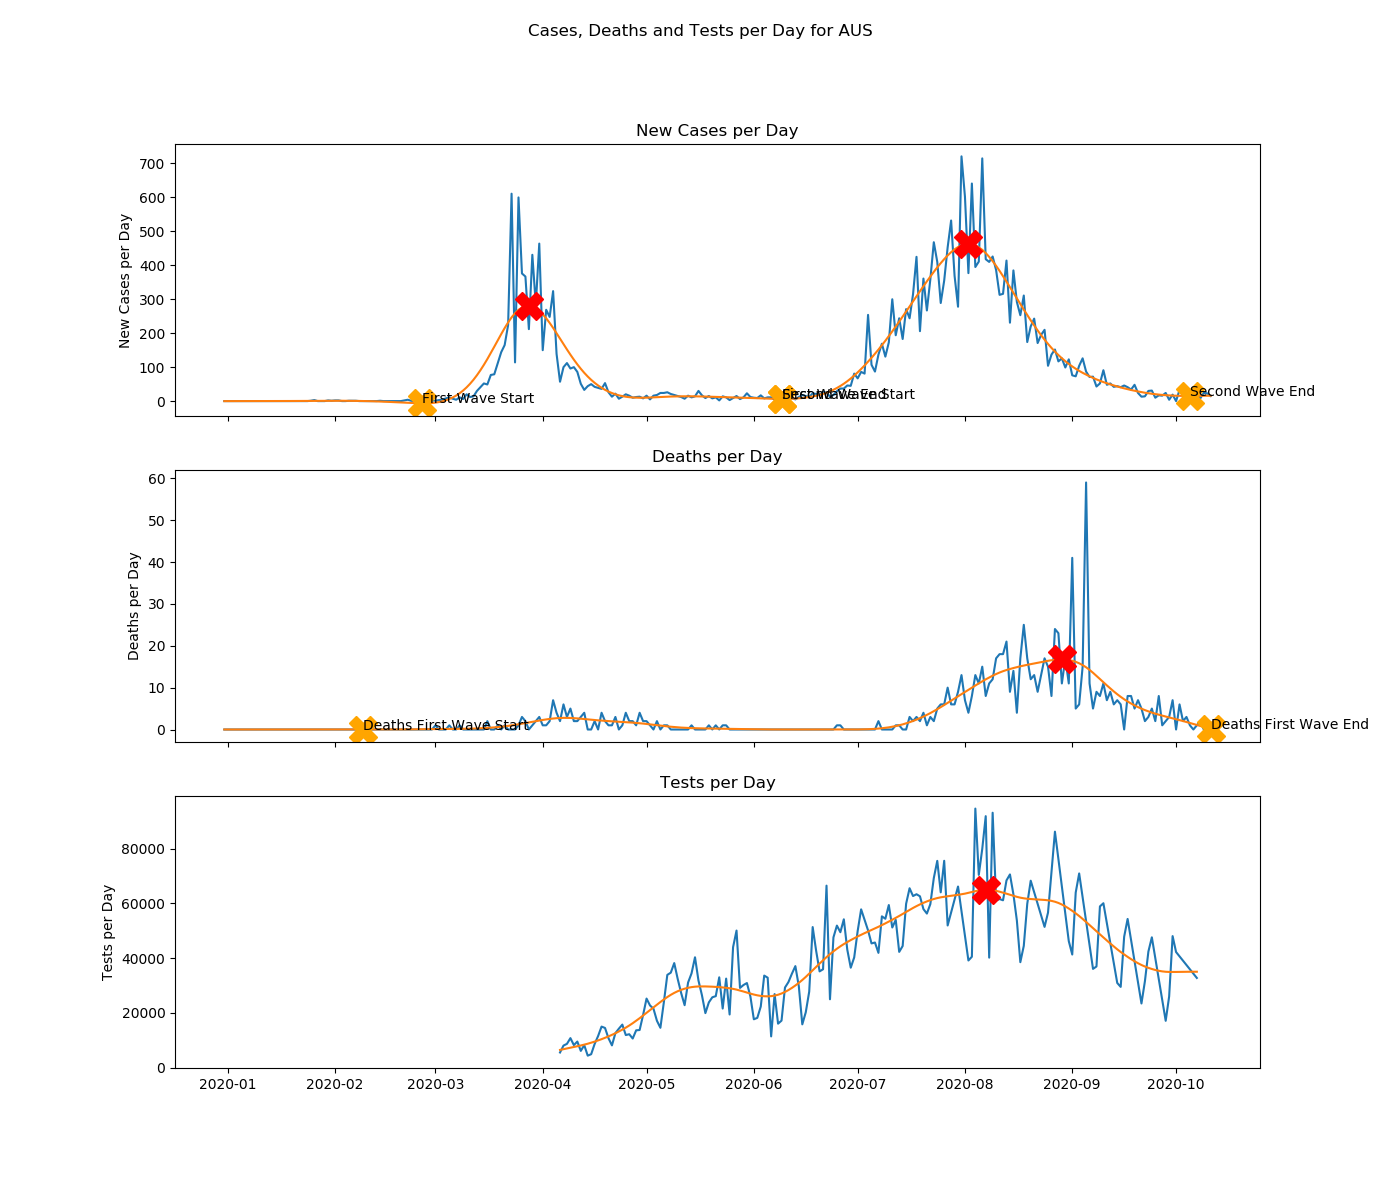 Cases, Deaths and Tests per Day for AUS
New Cases per Day
New Cases per Day
700
600
500
400
300
200
100
0
First Wave Start
First Wave End
Second Wave Start
Second Wave End
Deaths per Day
Deaths per Day
60
50
40
30
20
10
0
Deaths First Wave Start
Deaths First Wave End
Tests per Day
Tests per Day
80000
60000
40000
20000
0
2020-01 2020-02 2020-03 2020-04 2020-05 2020-06 2020-07 2020-08 2020-09 2020-10